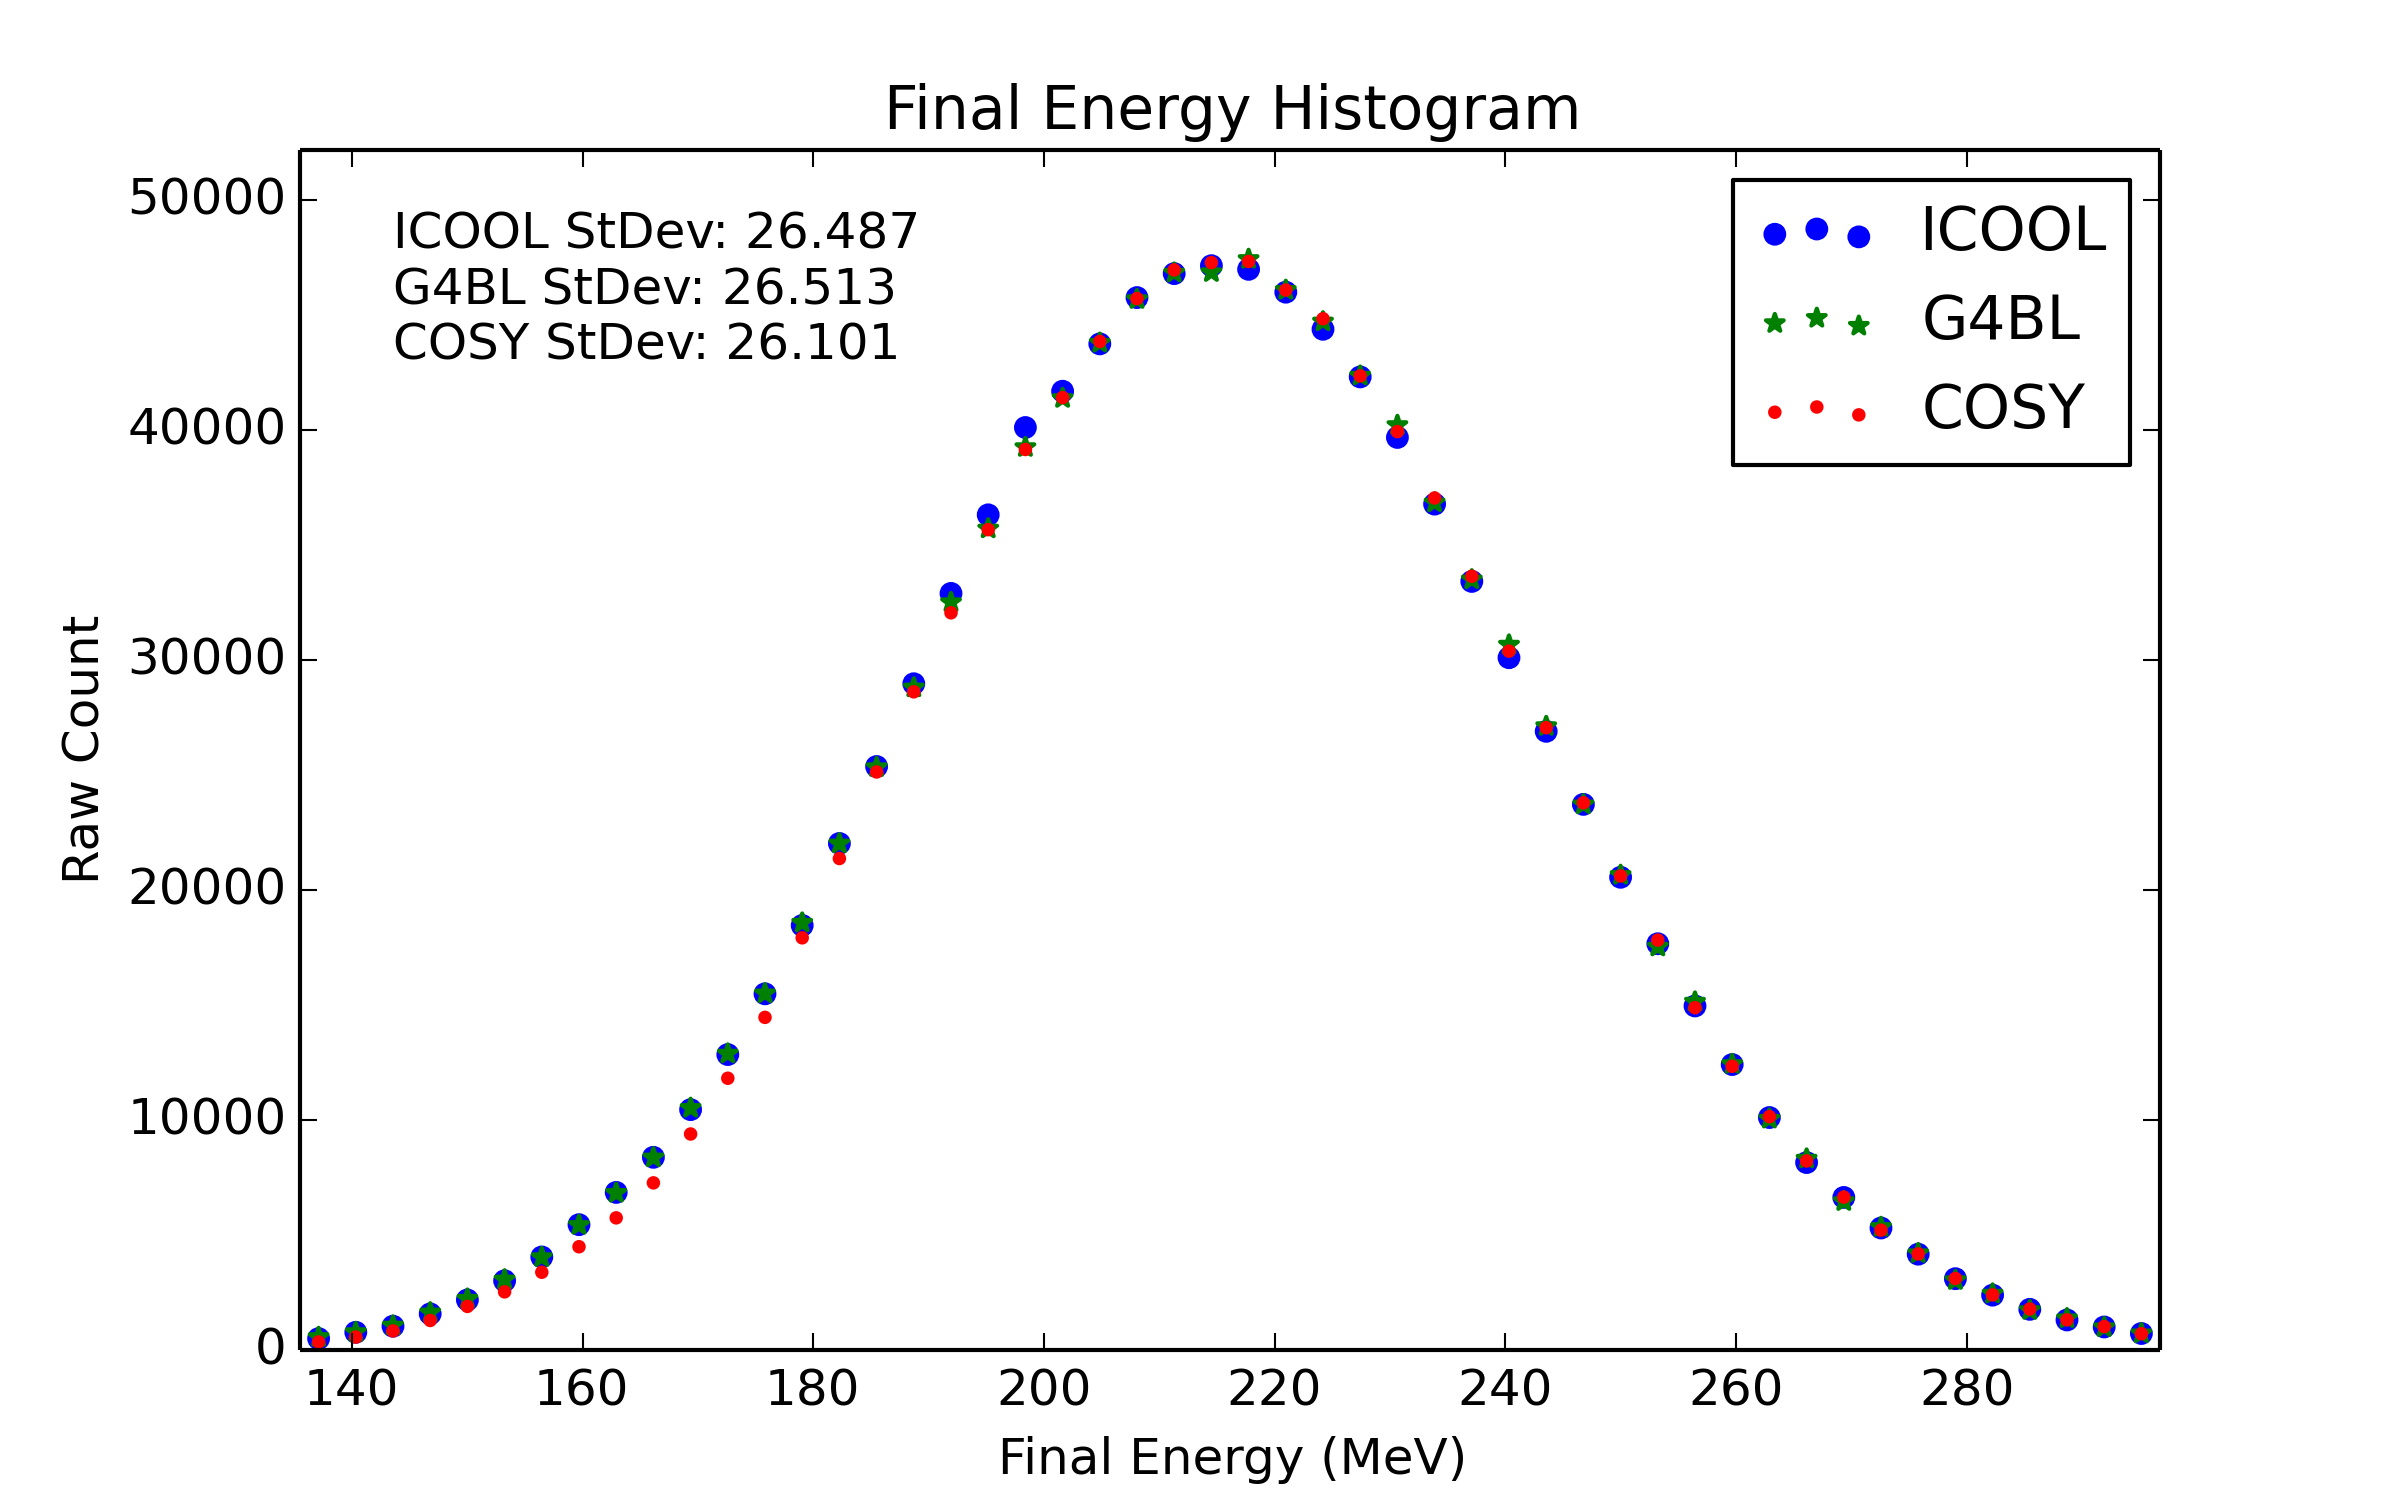 Final Energy Histogram
50000
40000
30000
20000
10000
0
Raw Count
ICOOL StDev: 26.487
G4BL StDev: 26.513
COSY StDev: 26.101
ICOOL
G4BL
COSY
140 160 180 200 220 240 260 280
Final Energy (MeV)